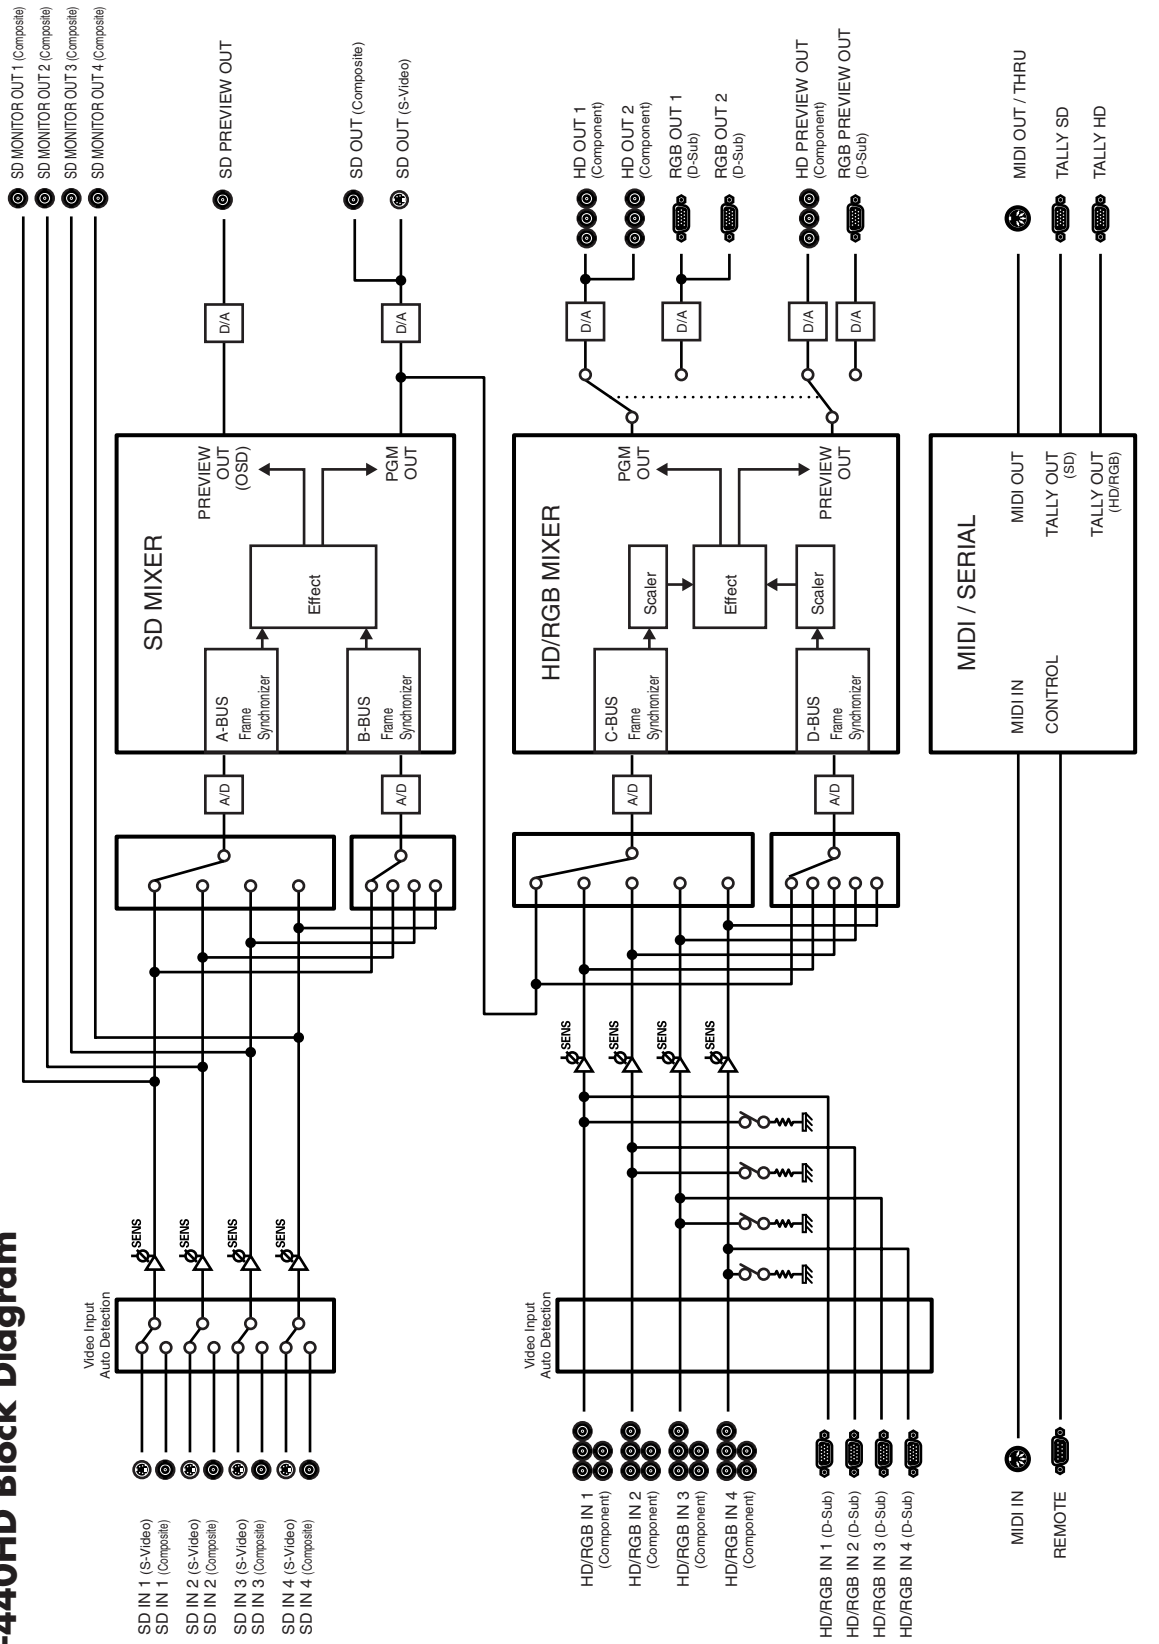 -440HD Block Diagram
SD MONITOR OUT 1 (Composite)
SD MONITOR OUT 2 (Composite)
SD MONITOR OUT 3 (Composite)
SD MONITOR OUT 4 (Composite)
SD PREVIEW OUT
SD OUT (Composite)
SD OUT (S-Video)
HD OUT 1
(Component)
HD OUT 2
(Component)
RGB OUT 1
(D-Sub)
RGB OUT 2
(D-Sub)
HD PREVIEW OUT
(Component)
RGB PREVIEW OUT
(D-Sub)
MIDI OUT / THRU
TALLY SD
TALLY HD
D/A
D/A
D/A
D/A
D/A
D/A
SD MIXER
PREVIEW
OUT
(OSD)
PGM
OUT
Effect
A-BUS
Frame
Synchronizer
B-BUS
Frame
Synchronizer
HD/RGB MIXER
PGM
OUT
PREVIEW
OUT
Scaler
Effect
Scaler
C-BUS
Frame
Synchronizer
D-BUS
Frame
Synchronizer
MIDI / SERIAL
MIDI OUT
TALLY OUT
(SD)
TALLY OUT
(HD/RGB)
MIDI IN
CONTROL
A/D
A/D
A/D
A/D
SENS
SENS
SENS
SENS
SENS
SENS
SENS
SENS
Video Input
Auto Detection
Video Input
Auto Detection
SD IN 1 (S-Video)
SD IN 1 (Composite)
SD IN 2 (S-Video)
SD IN 2 (Composite)
SD IN 3 (S-Video)
SD IN 3 (Composite)
SD IN 4 (S-Video)
SD IN 4 (Composite)
HD/RGB IN 1
(Component)
HD/RGB IN 2
(Component)
HD/RGB IN 3
(Component)
HD/RGB IN 4
(Component)
HD/RGB IN 1 (D-Sub)
HD/RGB IN 2 (D-Sub)
HD/RGB IN 3 (D-Sub)
HD/RGB IN 4 (D-Sub)
MIDI IN
REMOTE